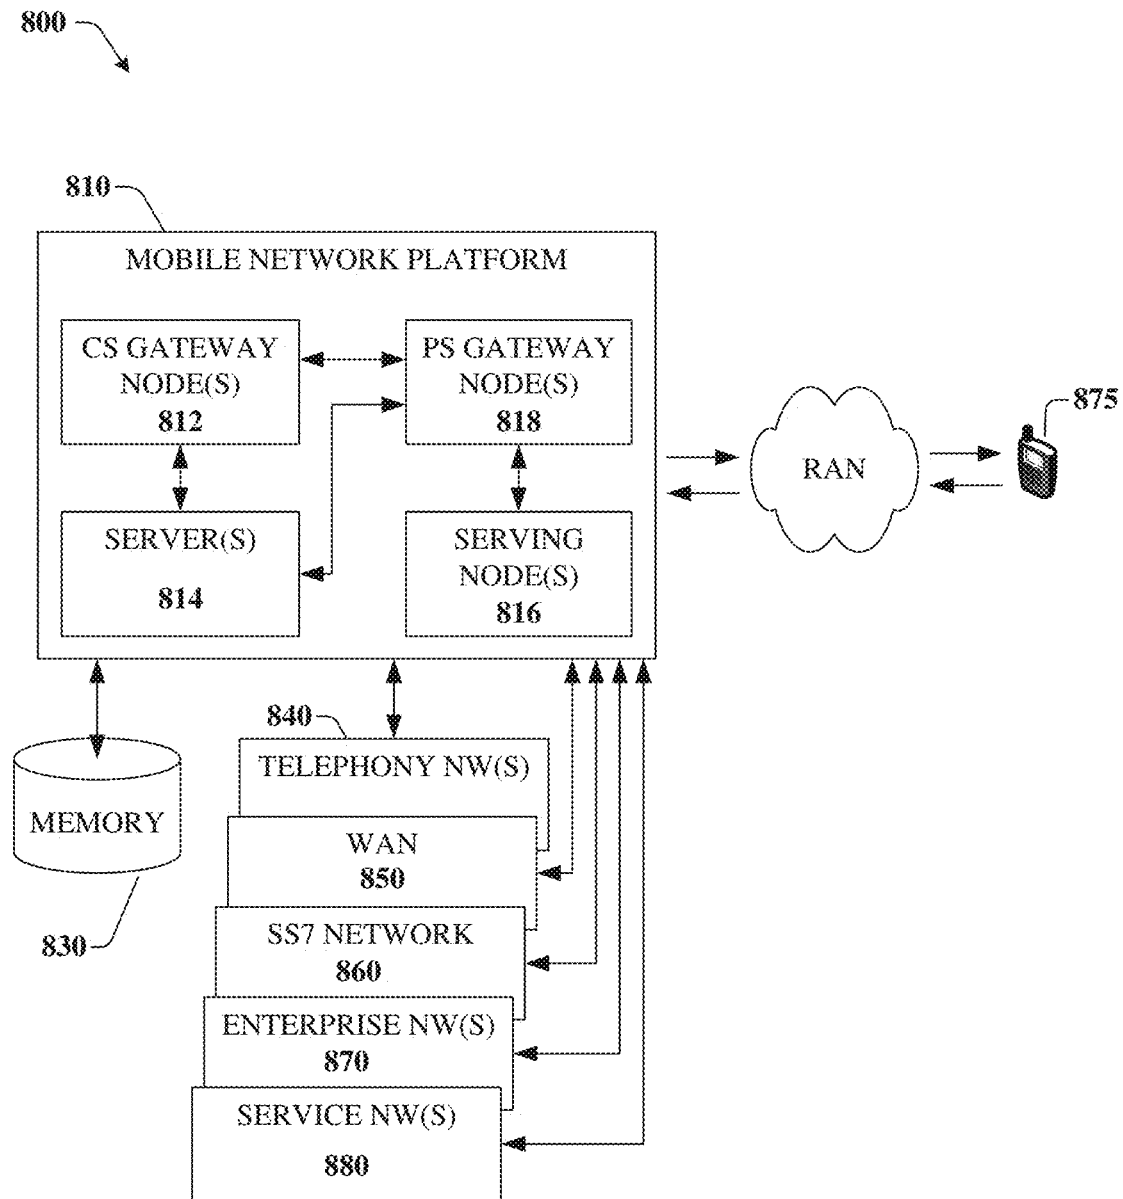 800
810
MOBILE NETWORK PLATFORM
CS GATEWAY
NODE(S)
812
PS GATEWAY
NODE(S)
818
SERVER(S)
814
SERVING
NODE(S)
816
RAN
875
840
TELEPHONY NW(S)
MEMORY
830
WAN
850
SS7 NETWORK
860
ENTERPRISE NW(S)
870
SERVICE NW(S)
880